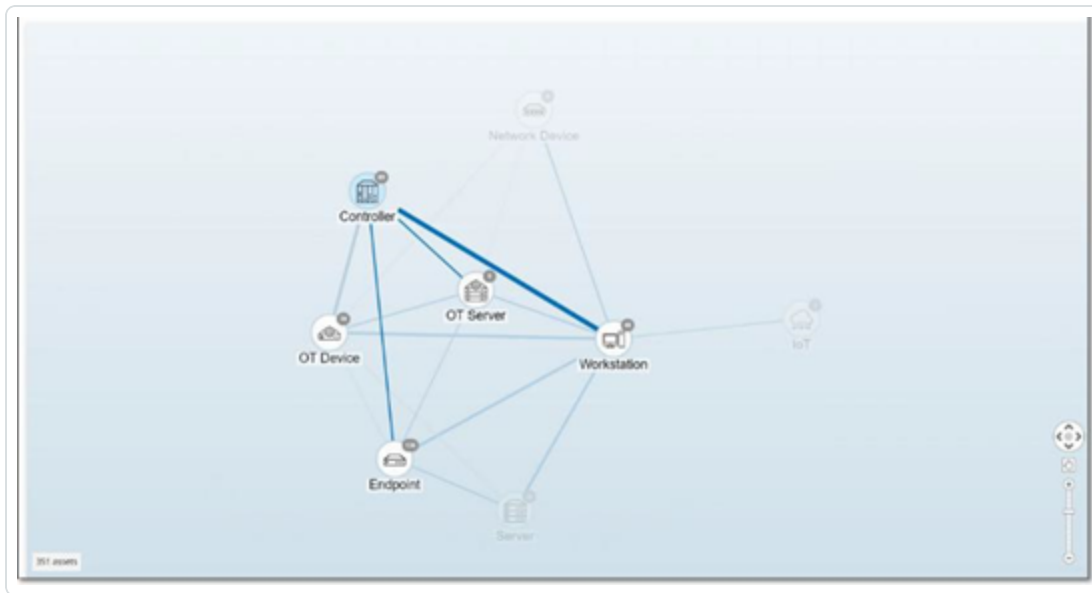 Network Device
Controller
OT Server
IoT
OT Device
Workstation
Endpoint
Server
351 assets